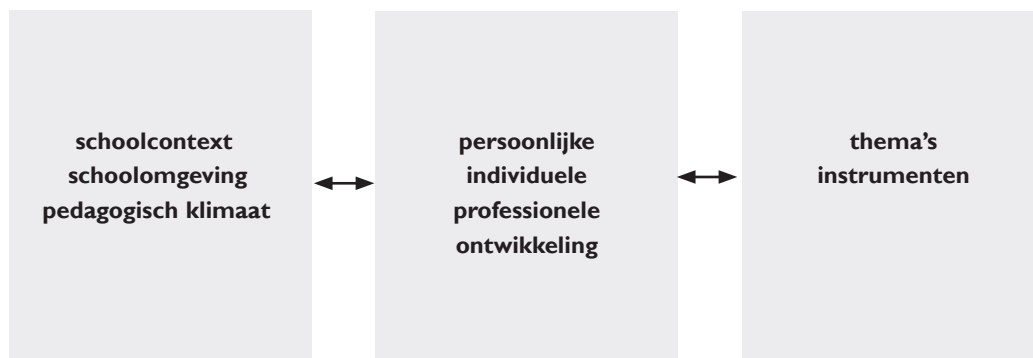 schoolcontext
schoolomgeving
pedagogisch klimaat
persoonlijke
individuele
professionele
ontwikkeling
thema’s
instrumenten